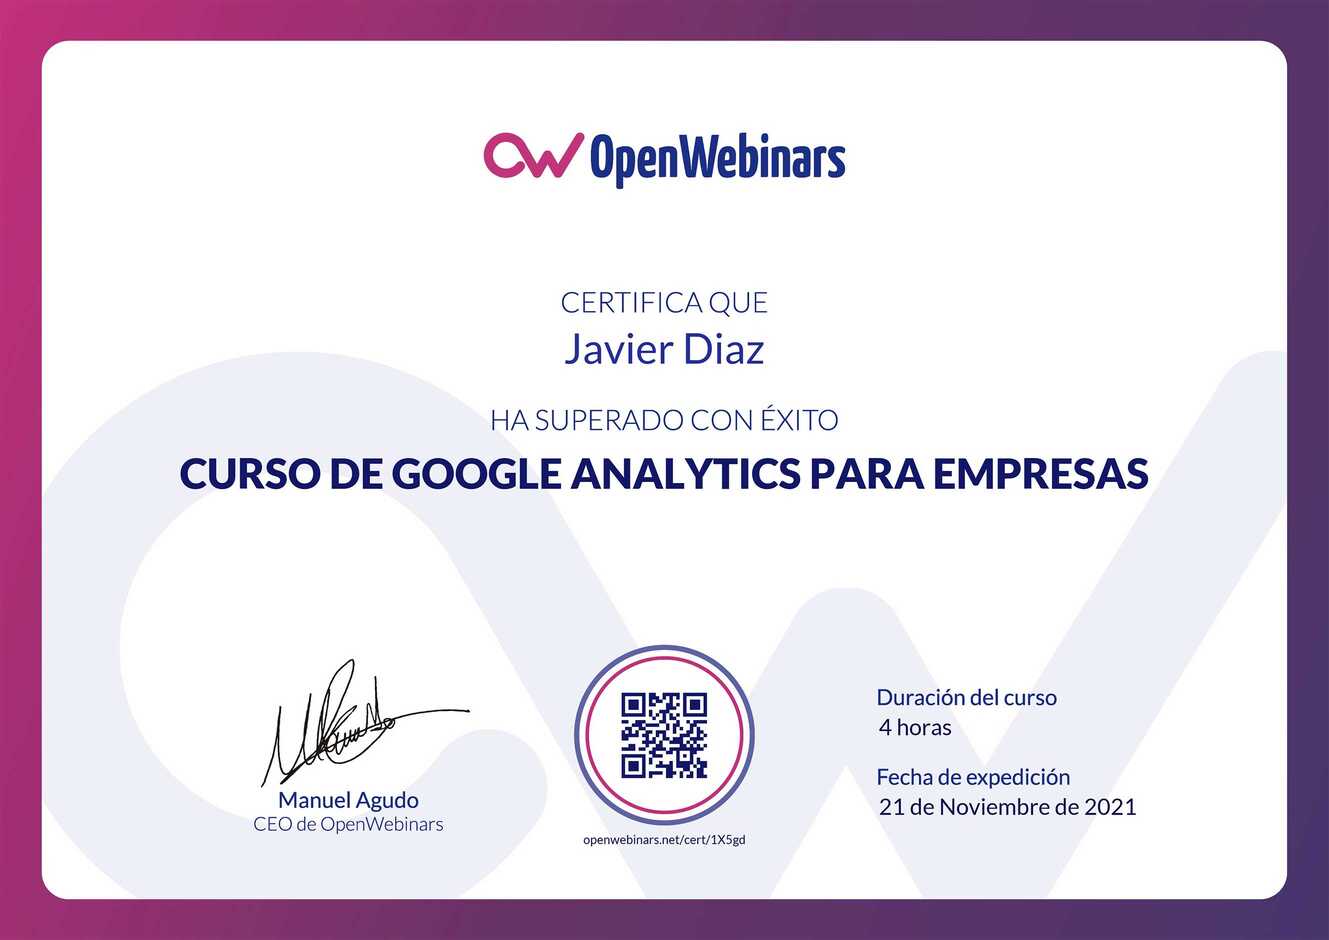 OpenWebinars
CERTIFICA QUE
Javier Diaz
HA SUPERADO CON ÉXITO
CURSO DE GOOGLE ANALYTICS PARA EMPRESAS
Manuel Agudo
CEO de OpenWebinars
openwebinars.net/cert/1X5gd
Duración del curso
4 horas
Fecha de expedición
21 de Noviembre de 2021